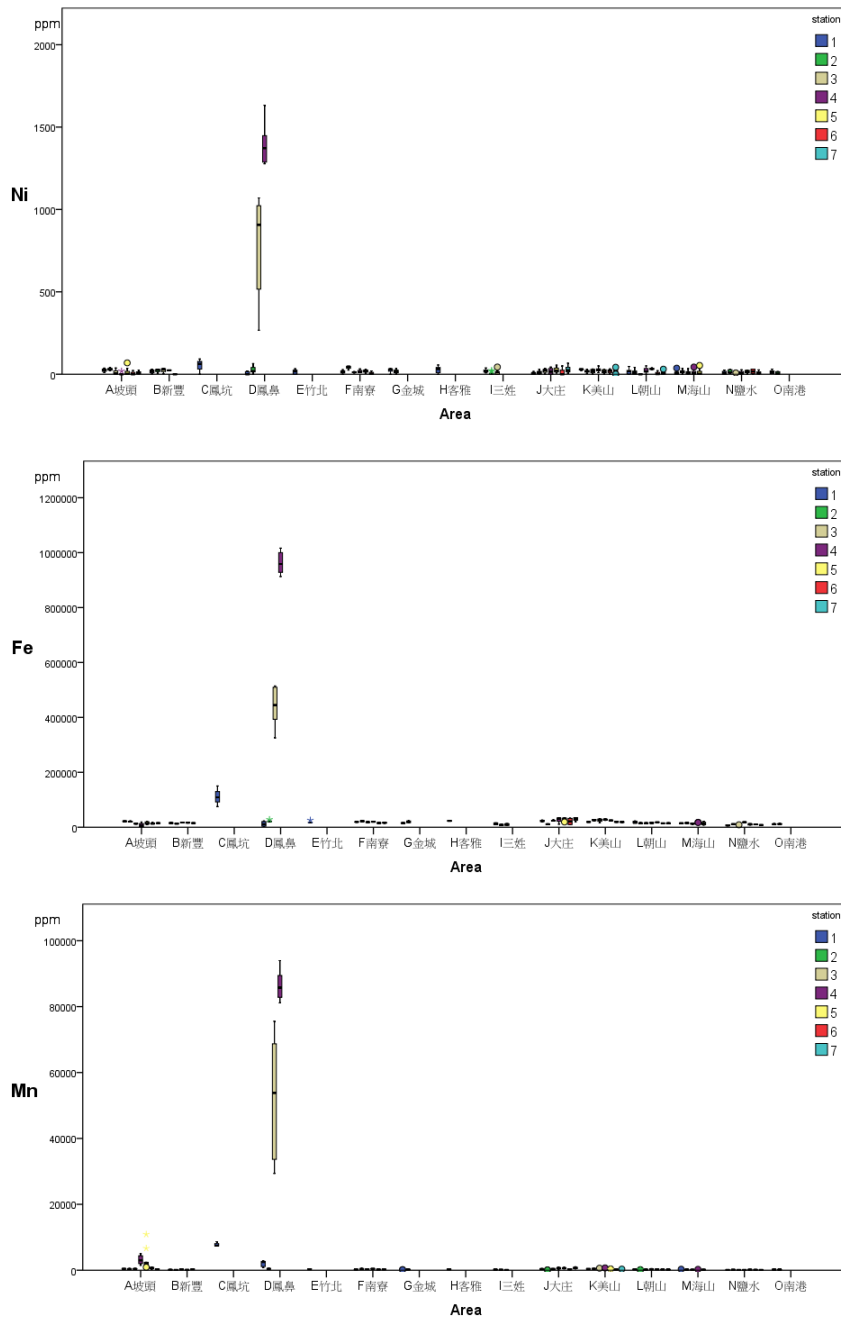 ppm
station
1
2
3
4
5
6
7
2000
1500
1000
500
0
Ni
A坡頭 B新豐 C鳳坑 D鳳鼻 E竹北 F南寮 G金城 H客雅 I三姓 J大庄 K美山 L朝山 M海山 N鹽水 O南港
Area
ppm
station
1
2
3
4
5
6
7
1200000
1000000
800000
600000
400000
200000
0
Fe
A坡頭 B新豐 C鳳坑 D鳳鼻 E竹北 F南寮 G金城 H客雅 I三姓 J大庄 K美山 L朝山 M海山 N鹽水 O南港
Area
ppm
station
1
2
3
4
5
6
7
100000
80000
60000
40000
20000
0
Mn
A坡頭 B新豐 C鳳坑 D鳳鼻 E竹北 F南寮 G金城 H客雅 I三姓 J大庄 K美山 L朝山 M海山 N鹽水 O南港
Area